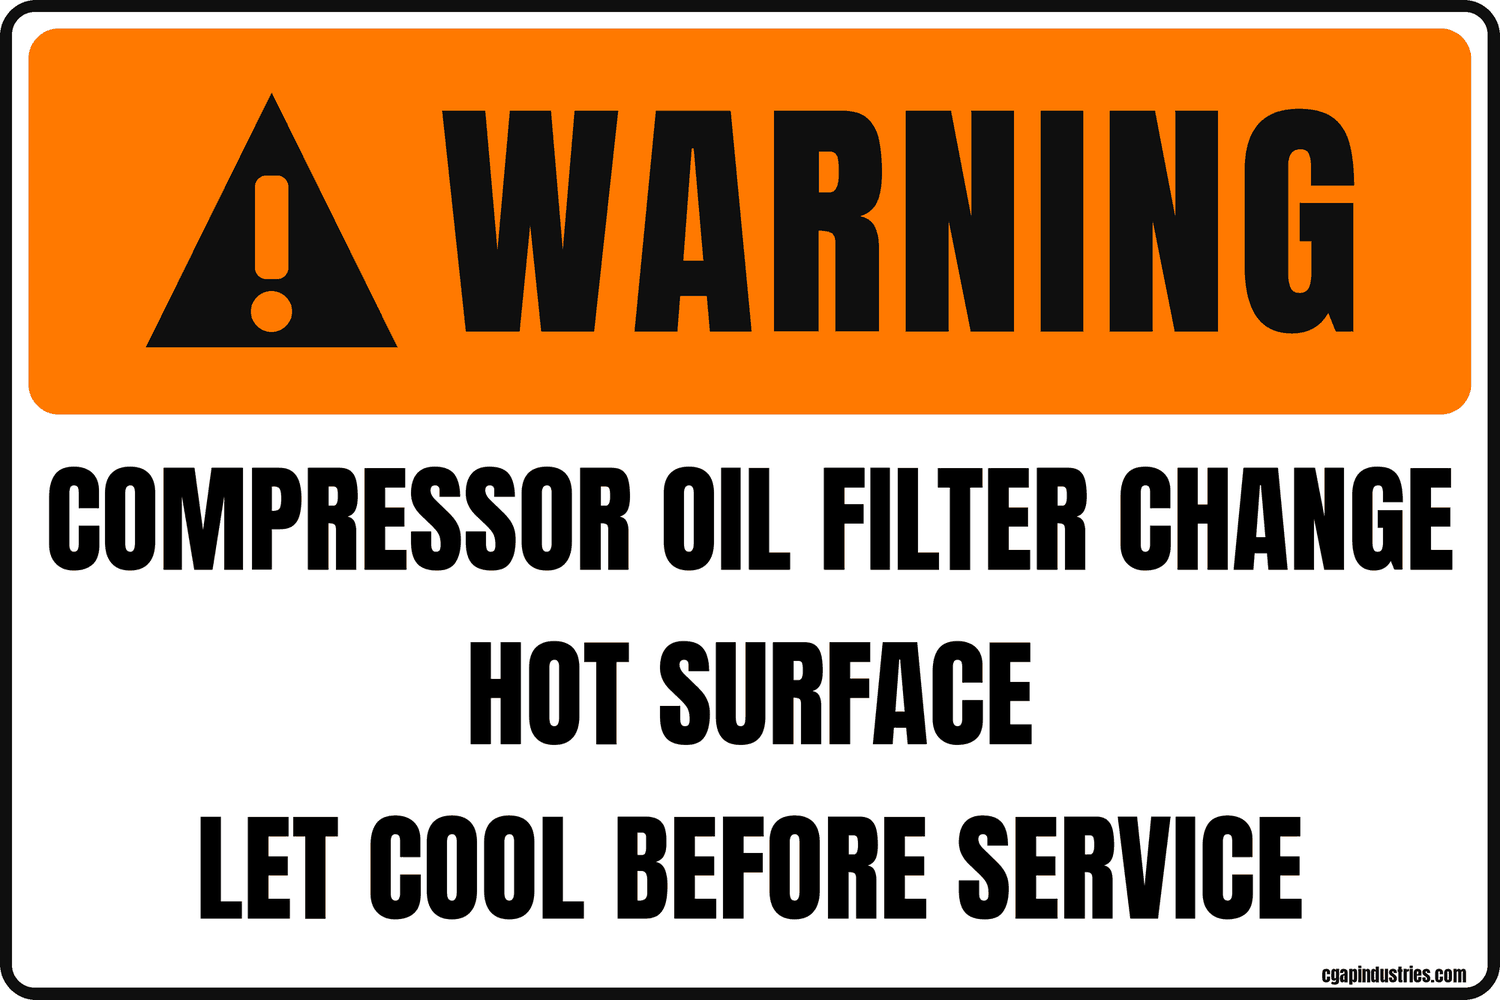 WARNING
COMPRESSOR OIL FILTER CHANGE
HOT SURFACE
LET COOL BEFORE SERVICE
cgapindustries.com